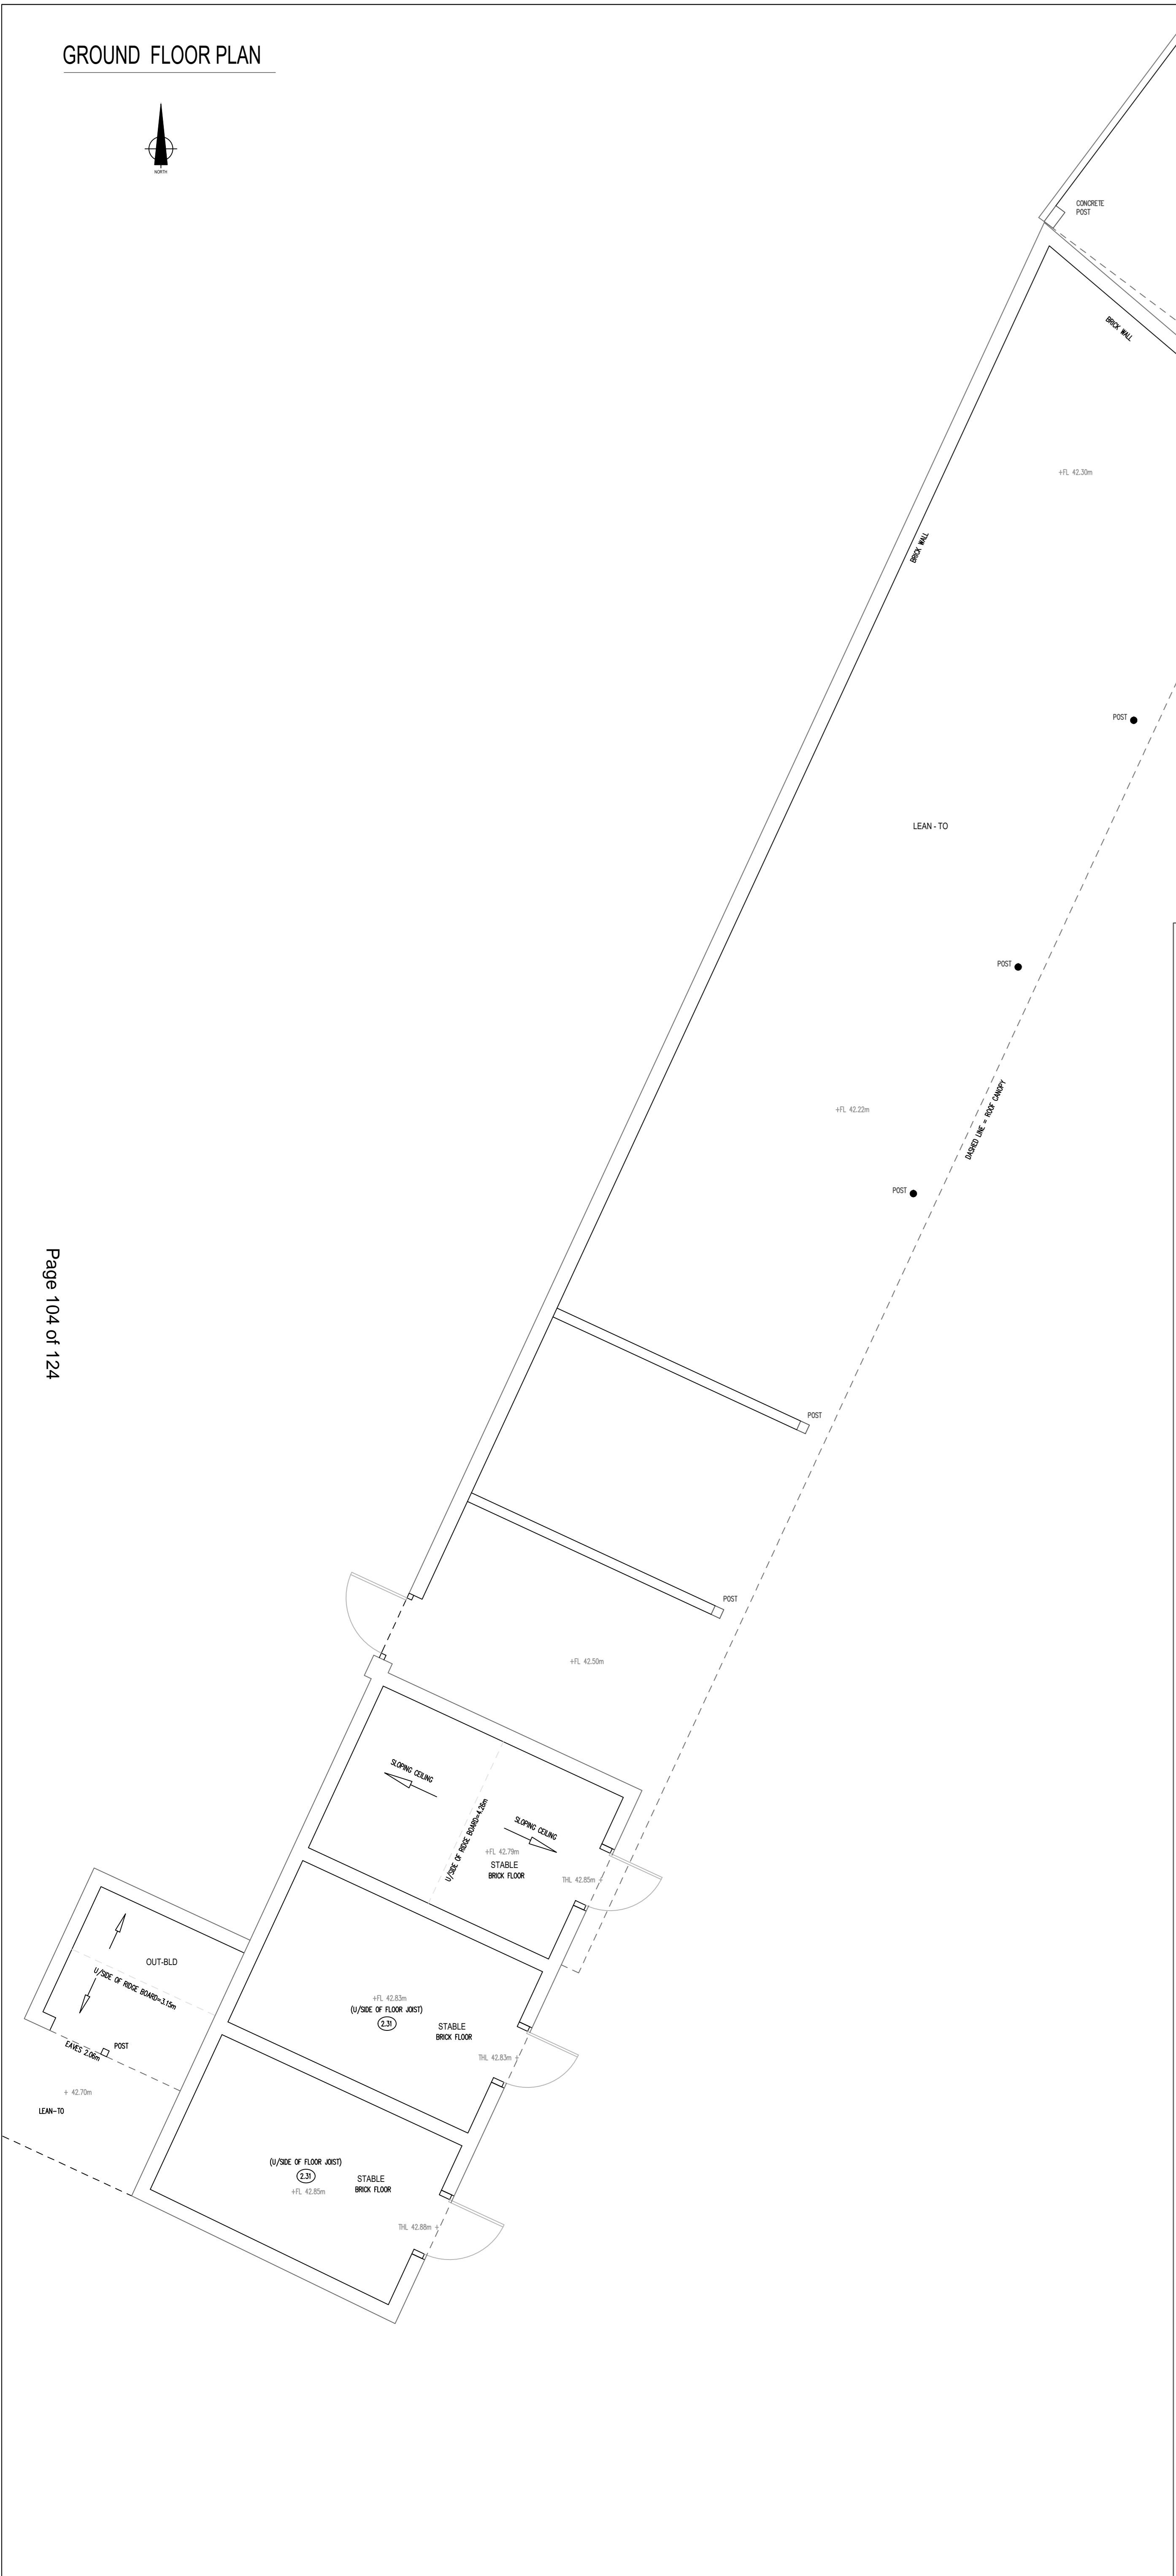 GROUND FLOOR PLAN
NORTH
CONCRETE
POST
BRICK WALL
+FL 42.30m
BRICK WALL
POST
LEAN - TO
POST
DASHED LINE = ROOF CANOPY
+FL 42.22m
POST
Page 104 of 124
POST
POST
+FL 42.50m
SLOPING CEILING
U/SIDE OF RIDGE BOARD=4.26m
SLOPING CEILING
+FL 42.79m
STABLE
BRICK FLOOR
THL 42.85m +
OUT-BLD
U/SIDE OF RIDGE BOARD=3.15m
+FL 42.83m
(U/SIDE OF FLOOR JOIST)
2.31
STABLE
BRICK FLOOR
POST
EAVES 2.06m
THL 42.83m +
+ 42.70m
LEAN-TO
(U/SIDE OF FLOOR JOIST)
2.31
STABLE
+FL 42.85m
BRICK FLOOR
THL 42.88m +